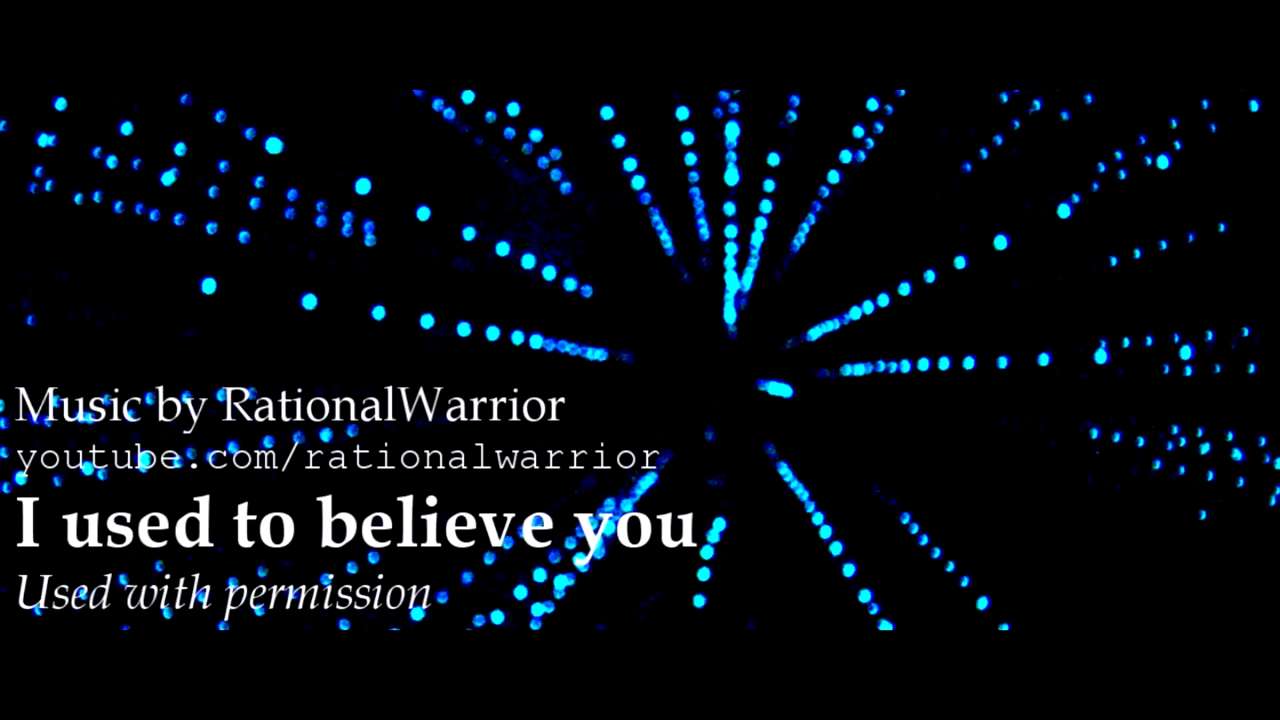 Music by RationalWarrior
youtube.com/rationalwarrior
I used to believe you
Used with permission